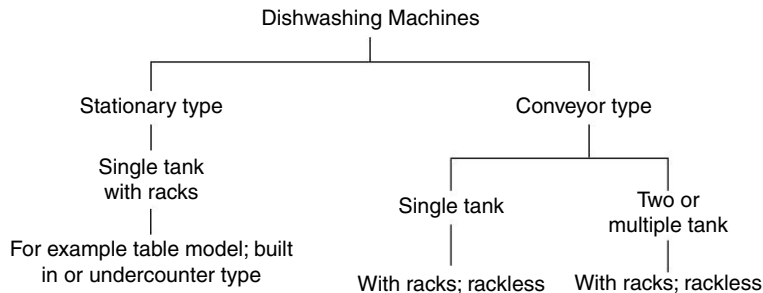 Dishwashing Machines
Stationary type
Conveyor type
Single tank
with racks
Single tank
Two or
multiple tank
For example table model; built
in or undercounter type
With racks; rackless
With racks; rackless